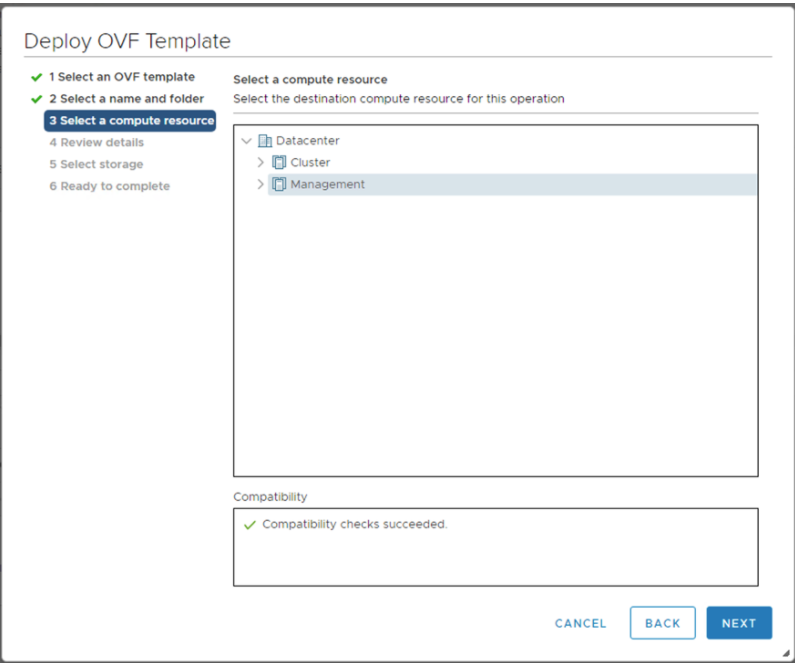 Deploy OVF Template
1 Select an OVF template
2 Select a name and folder
3 Select a compute resource
4 Review details
5 Select storage
6 Ready to complete
Select a compute resource
Select the destination compute resource for this operation
Datacenter
Cluster
Management
Compatibility
Compatibility checks succeeded.
CANCEL
BACK
NEXT